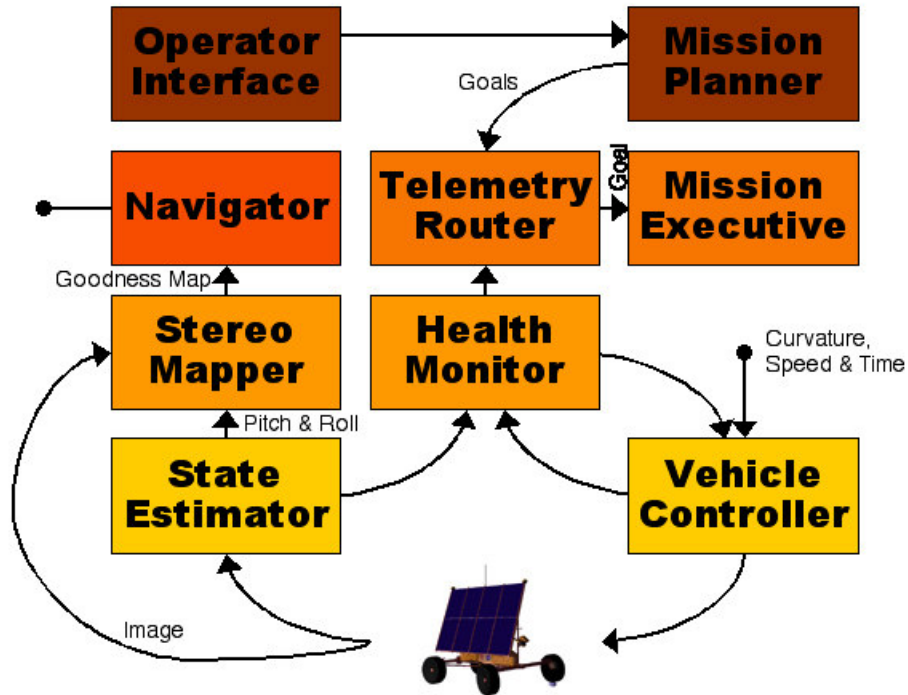 Operator
Interface
Mission
Planner
Goals
Navigator
Telemetry
Router
Goal
Mission
Executive
Goodness Map
Stereo
Mapper
Health
Monitor
Curvature,
Speed & Time
Pitch & Roll
State
Estimator
Vehicle
Controller
Image